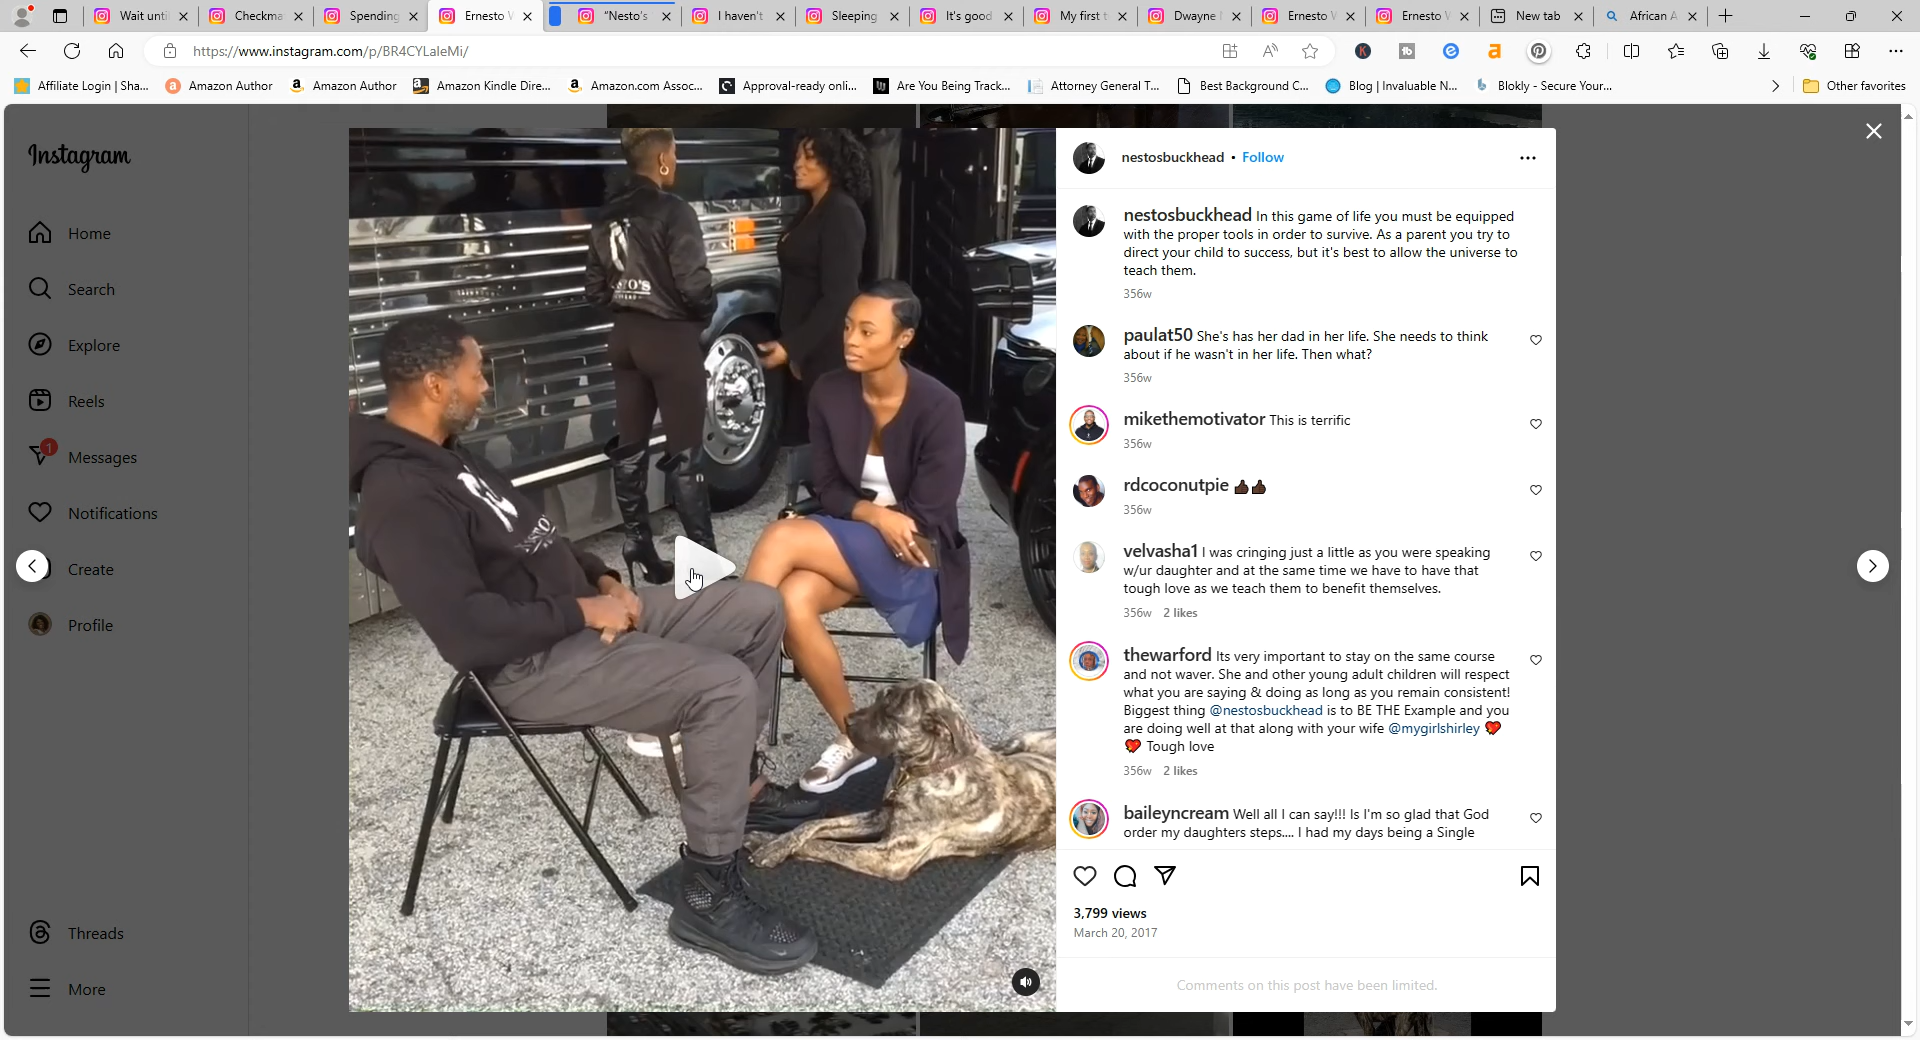 Wait unti
Checkma
Spending
Ernesto V
"Nesto's
I haven't
Sleeping
It's good
My first t
Dwayne
Ernesto V
Ernesto V
New tab
African A
https://www.instagram.com/p/BR4CYLaleMi/
Affiliate Login | Sha...
Amazon Author
Amazon Author
Amazon Kindle Dire...
Amazon.com Assoc...
Approval-ready onli...
Are You Being Track...
Attorney General T...
Best Background C...
Blog | Invaluable N...
Blokly - Secure Your...
Other favorites
Instagram
Home
Search
Explore
Reels
1
Messages
Notifications
Create
Profile
Threads
More
nestosbuckhead • Follow
nestosbuckhead In this game of life you must be equipped
with the proper tools in order to survive. As a parent you try to
direct your child to success, but it's best to allow the universe to
teach them.
356w
paulat50 She's has her dad in her life. She needs to think
about if he wasn't in her life. Then what?
356w
mikethemotivator This is terrific
356w
rdcoconutpie 👍🏿👍🏿
356w
velvasha1 I was cringing just a little as you were speaking
w/ur daughter and at the same time we have to have that
tough love as we teach them to benefit themselves.
356w 2 likes
thewarford Its very important to stay on the same course
and not waver. She and other young adult children will respect
what you are saying & doing as long as you remain consistent!
Biggest thing @nestosbuckhead is to BE THE Example and you
are doing well at that along with your wife @mygirlshirley 💖
💖 Tough love
356w 2 likes
baileyncream Well all I can say!!! Is I'm so glad that God
order my daughters steps.... I had my days being a Single
3,799 views
March 20, 2017
Comments on this post have been limited.